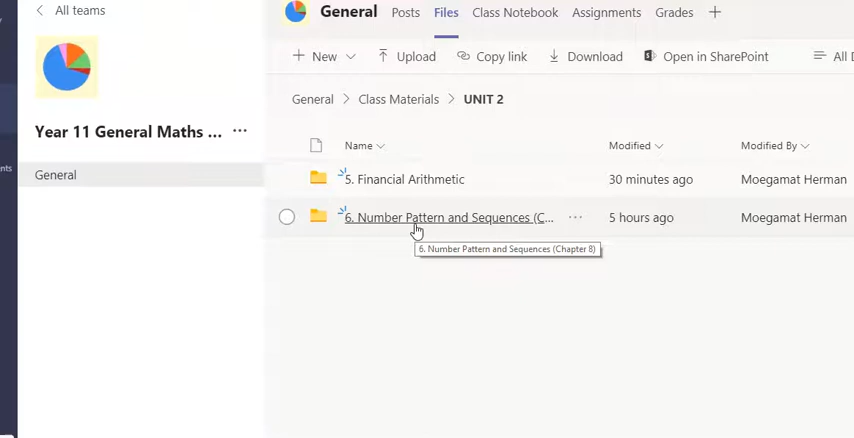 All teams
General Posts Files Class Notebook Assignments Grades
New Upload Copy link Download Open in SharePoint All
General > Class Materials > UNIT 2
Year 11 General Maths ...
General
Name Modified Modified By
5. Financial Arithmetic 30 minutes ago Moegamat Herman
6. Number Pattern and Sequences (C... 5 hours ago Moegamat Herman
6. Number Pattern and Sequences (Chapter 8)
nts